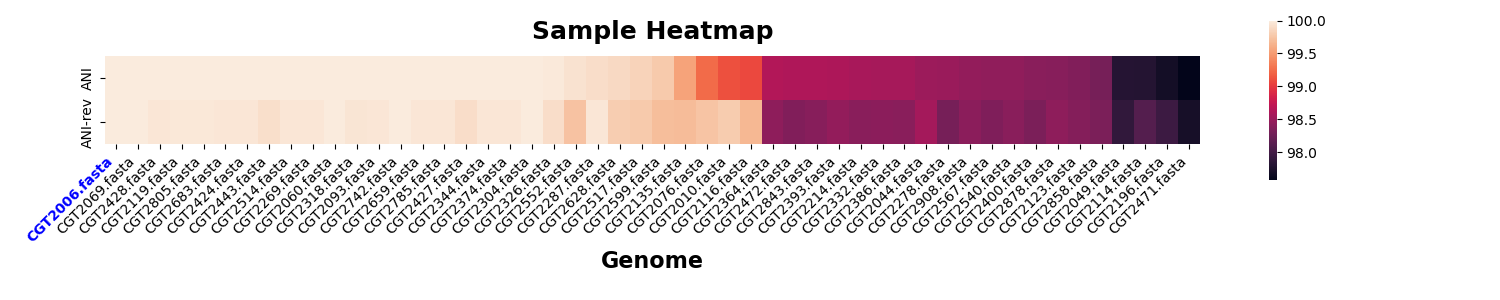 Sample Heatmap
100.0
99.5
99.0
98.5
98.0
ANI
ANI-rev
CGT2006.fasta
CGT2069.fasta
CGT2428.fasta
CGT2119.fasta
CGT2805.fasta
CGT2683.fasta
CGT2424.fasta
CGT2443.fasta
CGT2514.fasta
CGT2269.fasta
CGT2060.fasta
CGT2318.fasta
CGT2093.fasta
CGT2742.fasta
CGT2659.fasta
CGT2785.fasta
CGT2427.fasta
CGT2344.fasta
CGT2374.fasta
CGT2304.fasta
CGT2326.fasta
CGT2552.fasta
CGT2287.fasta
CGT2628.fasta
CGT2517.fasta
CGT2599.fasta
CGT2135.fasta
CGT2076.fasta
CGT2010.fasta
CGT2116.fasta
CGT2364.fasta
CGT2472.fasta
CGT2843.fasta
CGT2393.fasta
CGT2214.fasta
CGT2332.fasta
CGT2386.fasta
CGT2044.fasta
CGT2278.fasta
CGT2908.fasta
CGT2567.fasta
CGT2540.fasta
CGT2400.fasta
CGT2878.fasta
CGT2123.fasta
CGT2858.fasta
CGT2049.fasta
CGT2114.fasta
CGT2196.fasta
CGT2471.fasta
Genome